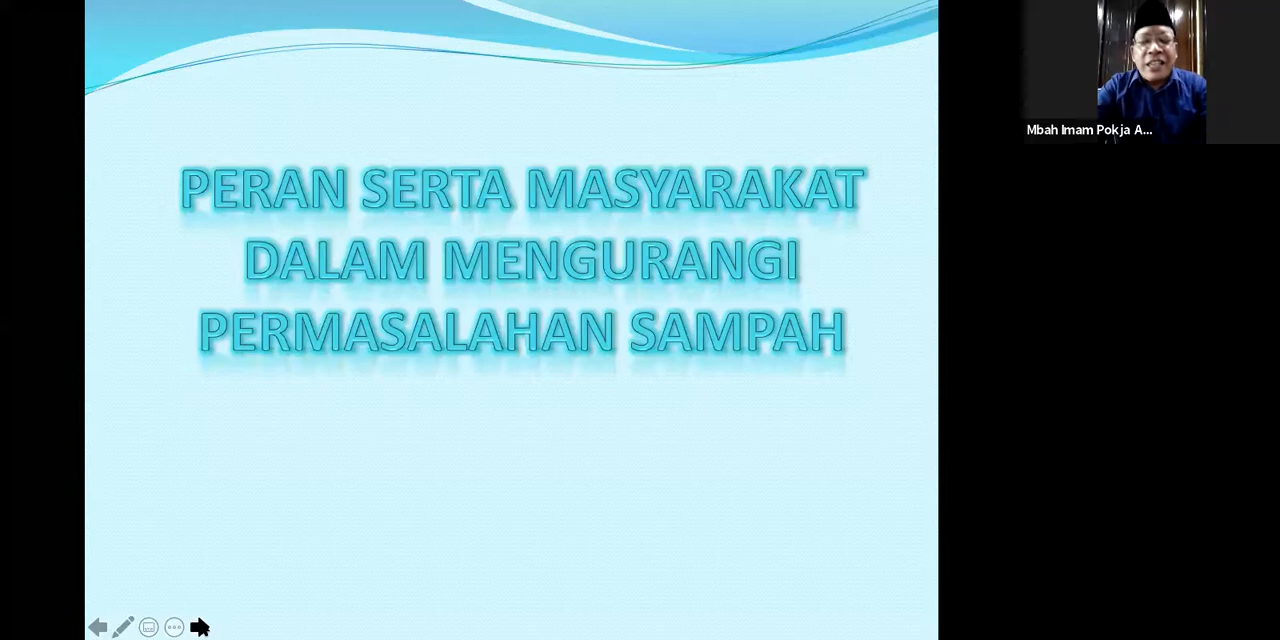 PERAN SERTA MASYARAKAT
DALAM MENGURANGI
PERMASALAHAN SAMPAH
Mbah Imam Pokja A...